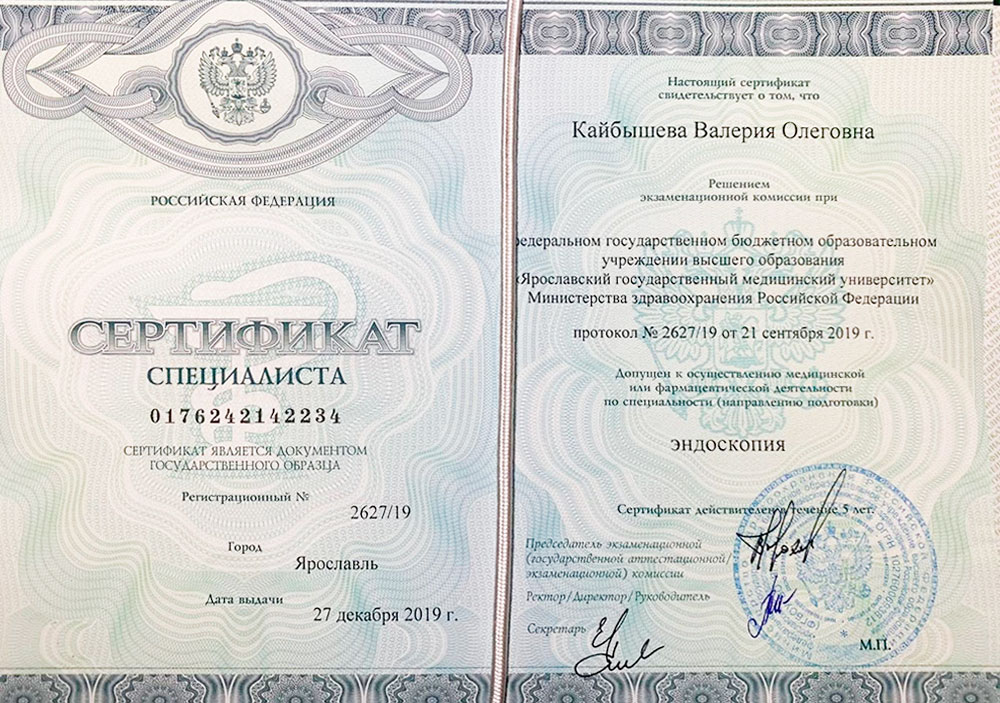 РОССИЙСКАЯ ФЕДЕРАЦИЯ
СЕРТИФИКАТ
СПЕЦИАЛИСТА
0176242142234
СЕРТИФИКАТ ЯВЛЯЕТСЯ ДОКУМЕНТОМ
ГОСУДАРСТВЕННОГО ОБРАЗЦА
Регистрационный №
2627/19
Город
Ярославль
Дата выдачи
27 декабря 2019 г.
Настоящий сертификат
свидетельствует о том, что
Кайбышева Валерия Олеговна
Решением
экзаменационной комиссии при
федеральном государственном бюджетном образовательном
учреждении высшего образования
«Ярославский государственный медицинский университет»
Министерства здравоохранения Российской Федерации
протокол № 2627/19 от 21 сентября 2019 г.
Допущен к осуществлению медицинской
или фармацевтической деятельности
по специальности (направлению подготовки)
ЭНДОСКОПИЯ
Сертификат действителен в течение 5 лет.
Председатель экзаменационной
(государственной аттестационной/
экзаменационной) комиссии
Ректор/Директор/Руководитель
Секретарь
М.П.